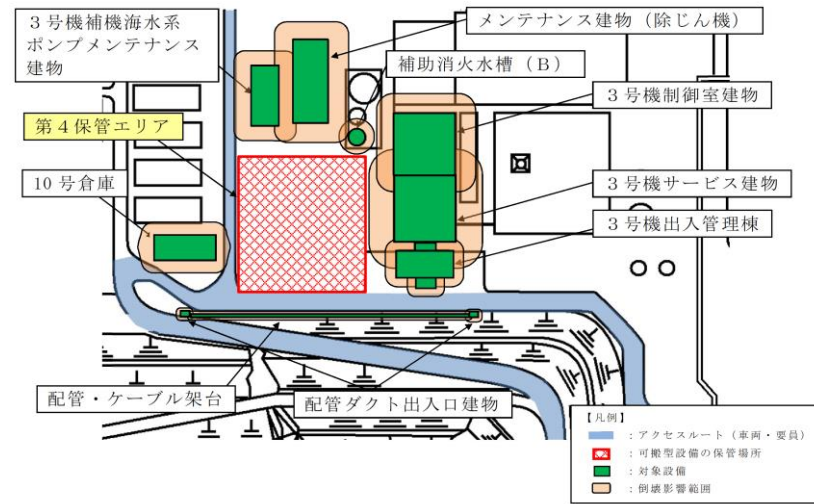 3号機補機海水系
ポンプメンテナンス
建物
メンテナンス建物（除じん機）
補助消火水槽（B）
3号機制御室建物
第4保管エリア
10号倉庫
3号機サービス建物
3号機出入管理棟
配管・ケーブル架台
配管ダクト出入口建物
【凡例】
：アクセスルート（車両・要員）
：可搬型設備の保管場所
：対象設備
：倒壊影響範囲